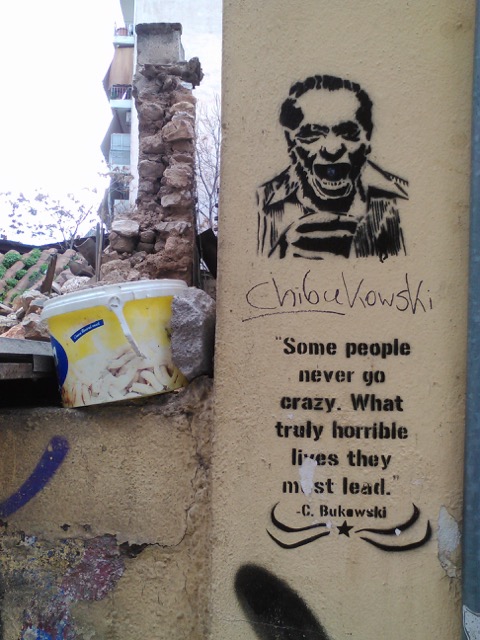 chibukowski
"Some people
never go
crazy. What
truly horrible
lives they
must lead."
-C. Bukowski